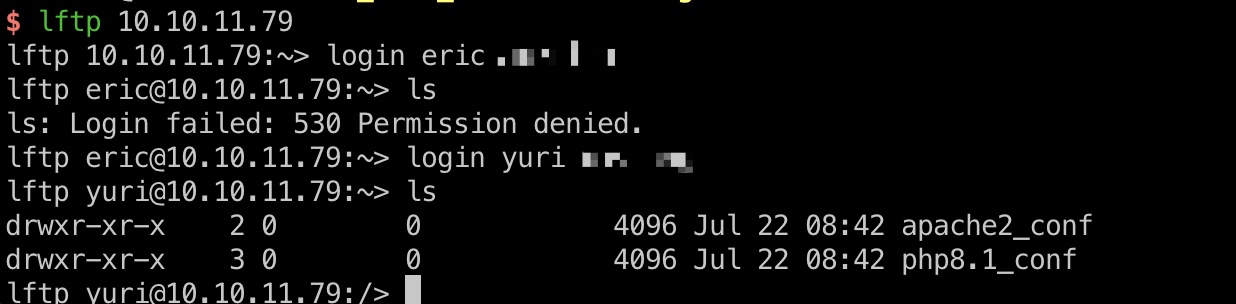 $ lftp 10.10.11.79
lftp 10.10.11.79:~> login eric
lftp eric@10.10.11.79:~> ls
ls: Login failed: 530 Permission denied.
lftp eric@10.10.11.79:~> login yuri
lftp yuri@10.10.11.79:~> ls
drwxr-xr-x    2 0        0            4096 Jul 22 08:42 apache2_conf
drwxr-xr-x    3 0        0            4096 Jul 22 08:42 php8.1_conf
lftp yuri@10.10.11.79:/>